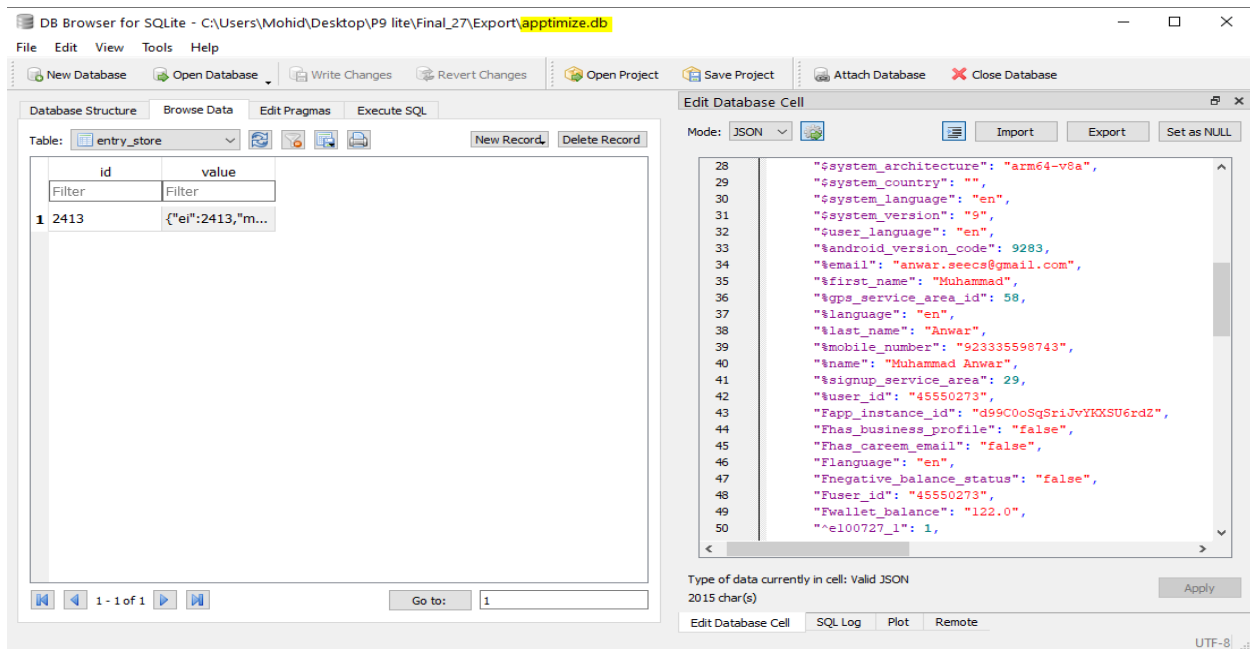 DB Browser for SQLite - C:\Users\Mohid\Desktop\P9 lite\Final_27\Export\apptimize.db
File Edit View Tools Help
New Database Open Database Write Changes Revert Changes Open Project Save Project Attach Database Close Database
Database Structure Browse Data Edit Pragmas Execute SQL
Table: entry_store New Record Delete Record
id value
Filter Filter
1 2413 {"ei":2413,"m...
1 - 1 of 1 Go to: 1
Edit Database Cell
Mode: JSON Import Export Set as NULL
28 "$system_architecture": "arm64-v8a",
29 "$system_country": "",
30 "$system_language": "en",
31 "$system_version": "9",
32 "$user_language": "en",
33 "%android_version_code": 9283,
34 "%email": "anwar.seecs@gmail.com",
35 "%first_name": "Muhammad",
36 "%gps_service_area_id": 58,
37 "%language": "en",
38 "%last_name": "Anwar",
39 "%mobile_number": "923335598743",
40 "%name": "Muhammad Anwar",
41 "%signup_service_area": 29,
42 "%user_id": "45550273",
43 "Fapp_instance_id": "d99C0oSqSriJvYKXSU6rdZ",
44 "Fhas_business_profile": "false",
45 "Fhas_careem_email": "false",
46 "Flanguage": "en",
47 "Fnegative_balance_status": "false",
48 "Fuser_id": "45550273",
49 "Fwallet_balance": "122.0",
50 "^e100727_1": 1,
Type of data currently in cell: Valid JSON
2015 char(s)
Apply
Edit Database Cell SQL Log Plot Remote
UTF-8